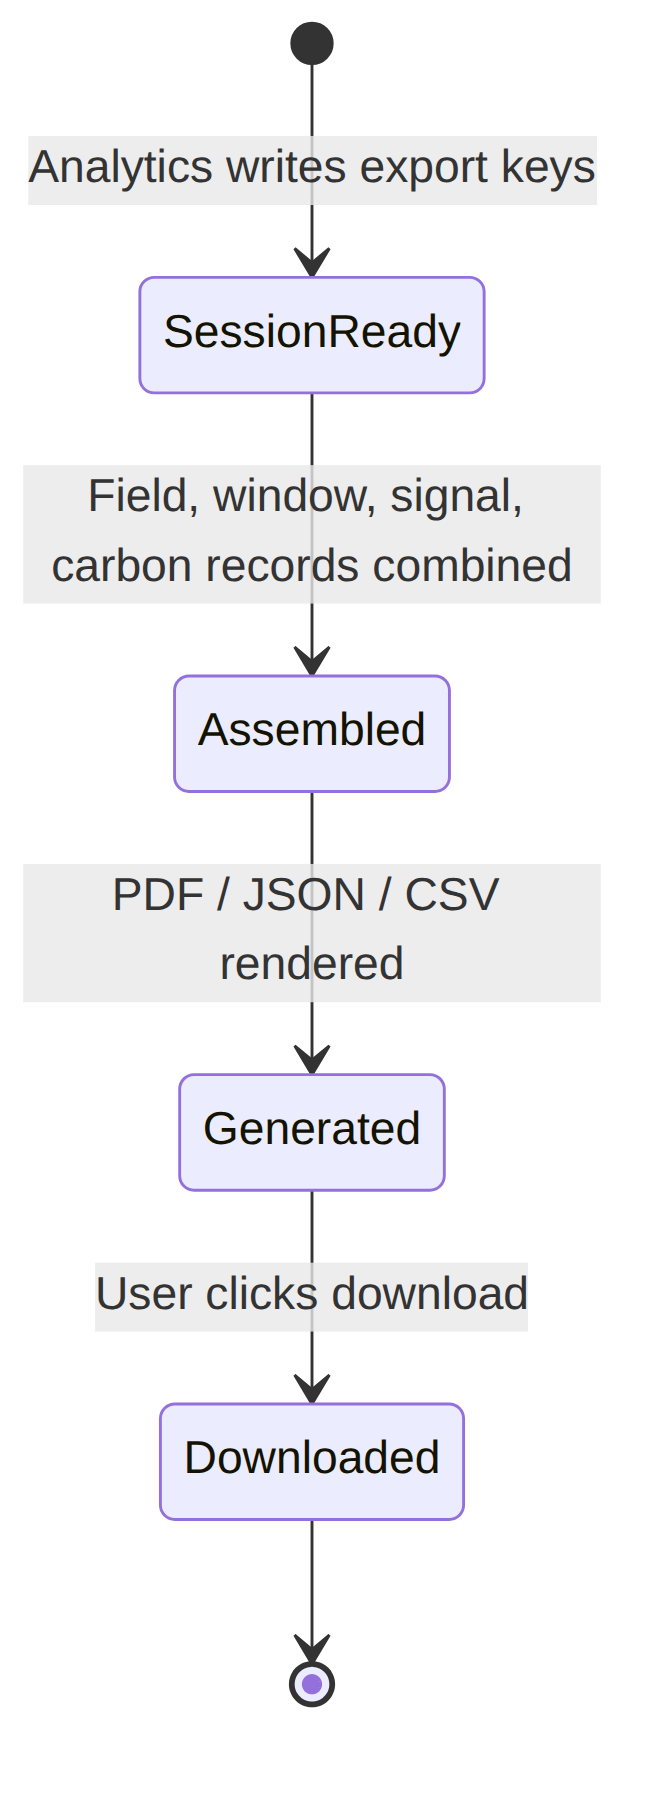 Analytics writes export keys
SessionReady
Field, window, signal,
carbon records combined
Assembled
PDF / JSON / CSV
rendered
Generated
User clicks download
Downloaded